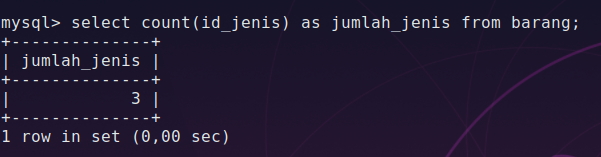 mysql> select count(id_jenis) as jumlah_jenis from barang;
+--------------+
| jumlah_jenis |
+--------------+
|            3 |
+--------------+
1 row in set (0,00 sec)